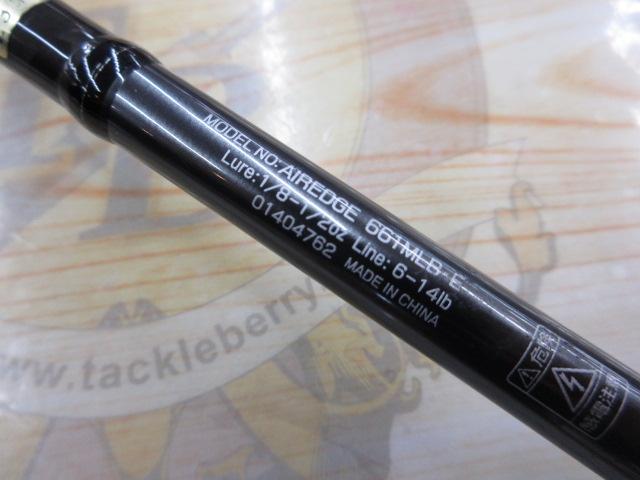 MODEL NO: AIREDGE 661MLB-E
Lure: 1/8-1/2oz Line: 6-14lb
01404762 MADE IN CHINA
危険
感電注
www.tackleberry